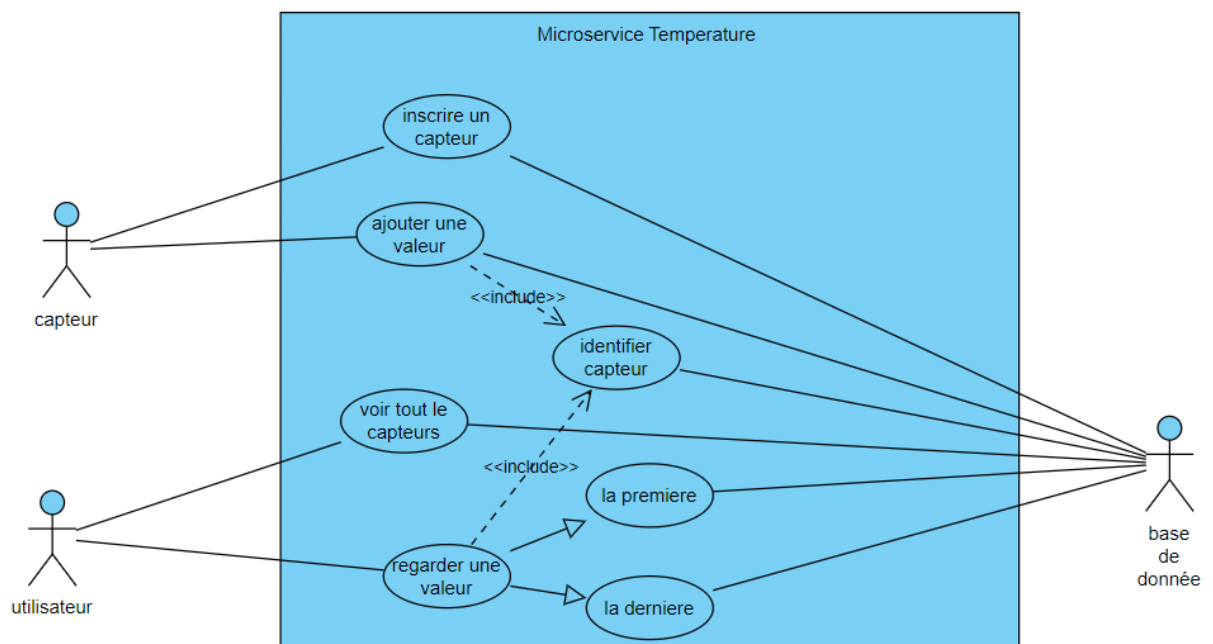 Microservice Temperature
inscrire un
capteur
ajouter une
valeur
capteur
<<include>>
identifier
capteur
voir tout le
capteurs
<<include>>
la premiere
base
de
donnée
regarder une
valeur
la derniere
utilisateur